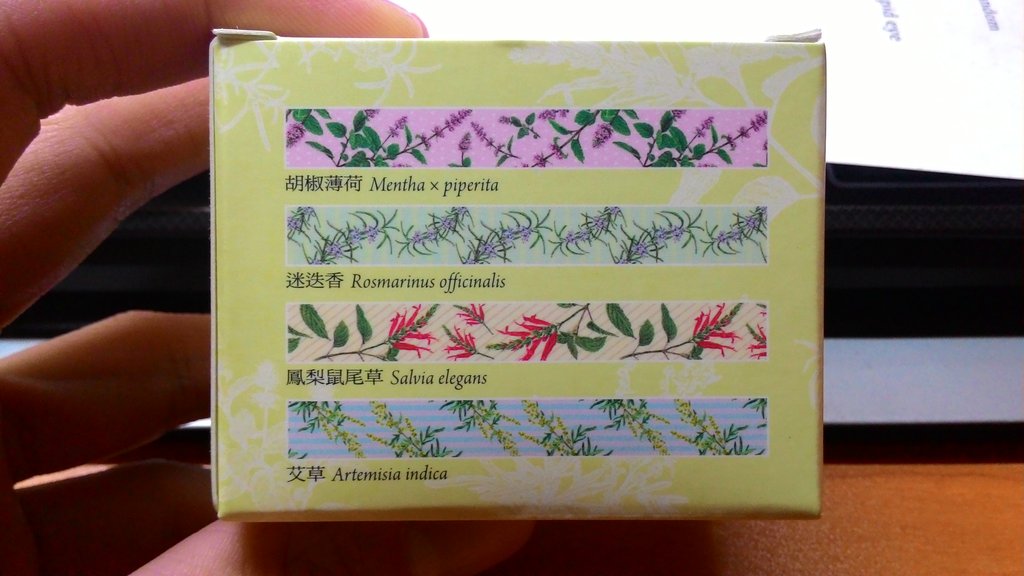 胡椒薄荷 Mentha × piperita
迷迭香 Rosmarinus officinalis
鳳梨鼠尾草 Salvia elegans
艾草 Artemisia indica